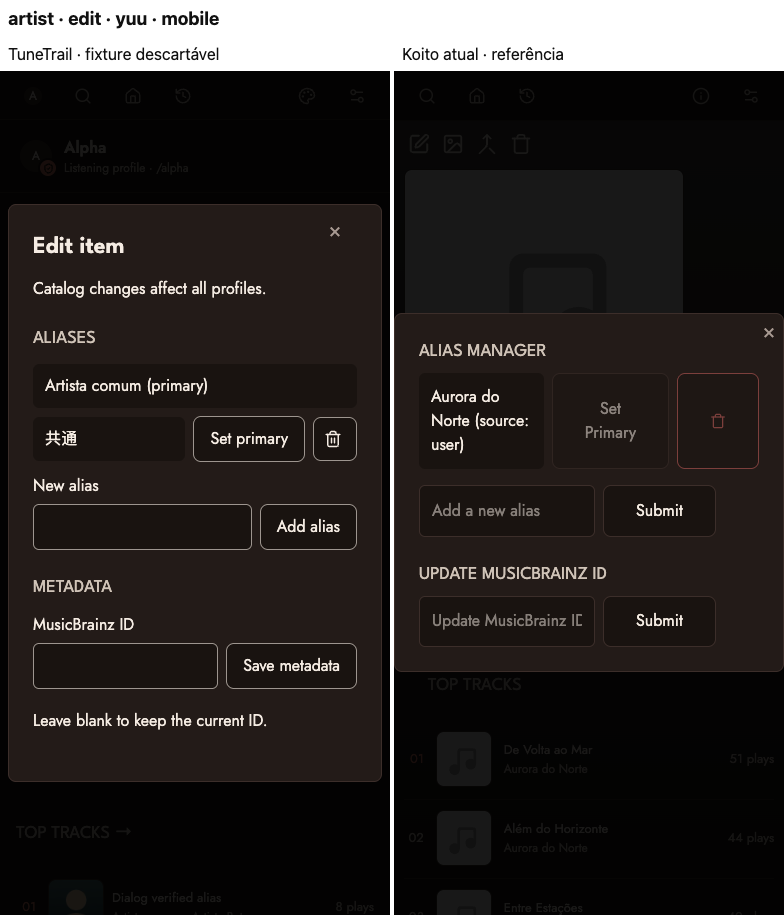 artist · edit · yuu · mobile
TuneTrail · fixture descartável
A
Alpha
A
Listening profile · /alpha
Edit item
×
Catalog changes affect all profiles.
ALIASES
Artista comum (primary)
共通
Set primary
New alias
Add alias
METADATA
MusicBrainz ID
Save metadata
Leave blank to keep the current ID.
TOP TRACKS →
01
Dialog verified alias
8 plays
Koito atual · referência
×
ALIAS MANAGER
Aurora do
Norte (source:
user)
Set
Primary
Add a new alias
Submit
UPDATE MUSICBRAINZ ID
Update MusicBrainz ID
Submit
TOP TRACKS
01
De Volta ao Mar
Aurora do Norte
51 plays
02
Além do Horizonte
Aurora do Norte
44 plays
Entre Estações